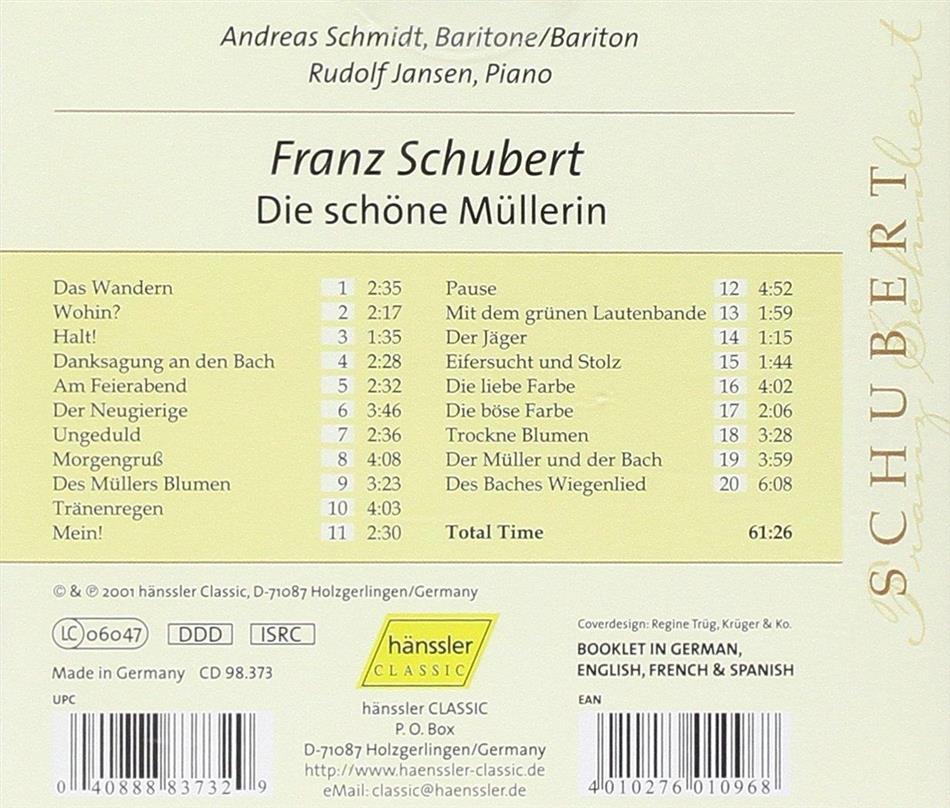 Andreas Schmidt, Baritone/Bariton
Rudolf Jansen, Piano
Franz Schubert
Die schöne Müllerin
Das Wandern 1 2:35
Wohin? 2 2:17
Halt! 3 1:35
Danksagung an den Bach 4 2:28
Am Feierabend 5 2:32
Der Neugierige 6 3:46
Ungeduld 7 2:36
Morgengruß 8 4:08
Des Müllers Blumen 9 3:23
Tränenregen 10 4:03
Mein! 11 2:30
Pause 12 4:52
Mit dem grünen Lautenbande 13 1:59
Der Jäger 14 1:15
Eifersucht und Stolz 15 1:44
Die liebe Farbe 16 4:02
Die böse Farbe 17 2:06
Trockne Blumen 18 3:28
Der Müller und der Bach 19 3:59
Des Baches Wiegenlied 20 6:08
Total Time 61:26
SCHUBERT
Franz Schubert
© & ℗ 2001 hänssler Classic, D-71087 Holzgerlingen/Germany
LC 06047 DDD ISRC
Made in Germany CD 98.373
UPC
0 40888 83732 9
hänssler
CLASSIC
hänssler CLASSIC
P. O. Box
D-71087 Holzgerlingen/Germany
http://www.haenssler-classic.de
eMail: classic@haenssler.de
Coverdesign: Regine Trüg, Krüger & Ko.
BOOKLET IN GERMAN,
ENGLISH, FRENCH & SPANISH
EAN
4 010276 010968